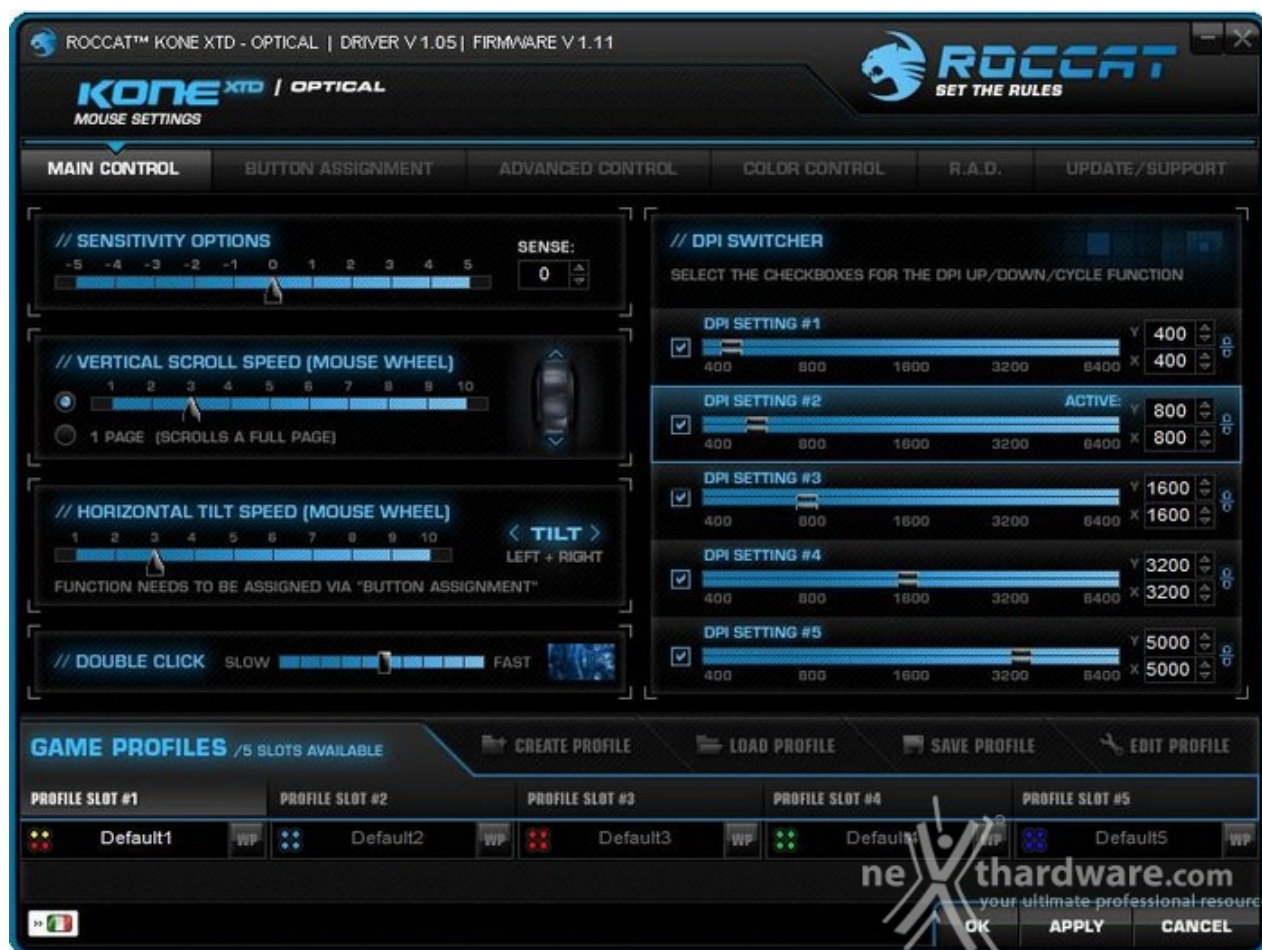 ROCCAT™ KONE XTD - OPTICAL | DRIVER V 1.05 | FIRMWARE V 1.11
ROCCAT
SET THE RULES
KONE XTD / OPTICAL
MOUSE SETTINGS
MAIN CONTROL BUTTON ASSIGNMENT ADVANCED CONTROL COLOR CONTROL R.A.D. UPDATE/SUPPORT
// SENSITIVITY OPTIONS
-5 -4 -3 -2 -1 0 1 2 3 4 5
SENSE:
0
// VERTICAL SCROLL SPEED (MOUSE WHEEL)
1 2 3 4 5 6 7 8 9 10
1 PAGE (SCROLLS A FULL PAGE)
// HORIZONTAL TILT SPEED (MOUSE WHEEL)
1 2 3 4 5 6 7 8 9 10
< TILT >
LEFT + RIGHT
FUNCTION NEEDS TO BE ASSIGNED VIA "BUTTON ASSIGNMENT"
// DOUBLE CLICK SLOW FAST
// DPI SWITCHER
SELECT THE CHECKBOXES FOR THE DPI UP/DOWN/CYCLE FUNCTION
DPI SETTING #1
Y 400
400 800 1600 3200 6400 X 400
DPI SETTING #2 ACTIVE:
Y 800
400 800 1600 3200 6400 X 800
DPI SETTING #3
Y 1600
400 800 1600 3200 6400 X 1600
DPI SETTING #4
Y 3200
400 800 1600 3200 6400 X 3200
DPI SETTING #5
Y 5000
400 800 1600 3200 6400 X 5000
GAME PROFILES /5 SLOTS AVAILABLE
CREATE PROFILE LOAD PROFILE SAVE PROFILE EDIT PROFILE
PROFILE SLOT #1 PROFILE SLOT #2 PROFILE SLOT #3 PROFILE SLOT #4 PROFILE SLOT #5
Default1 WP Default2 WP Default3 WP Default4 WP Default5 WP
nexthardware.com
your ultimate professional resource
OK APPLY CANCEL